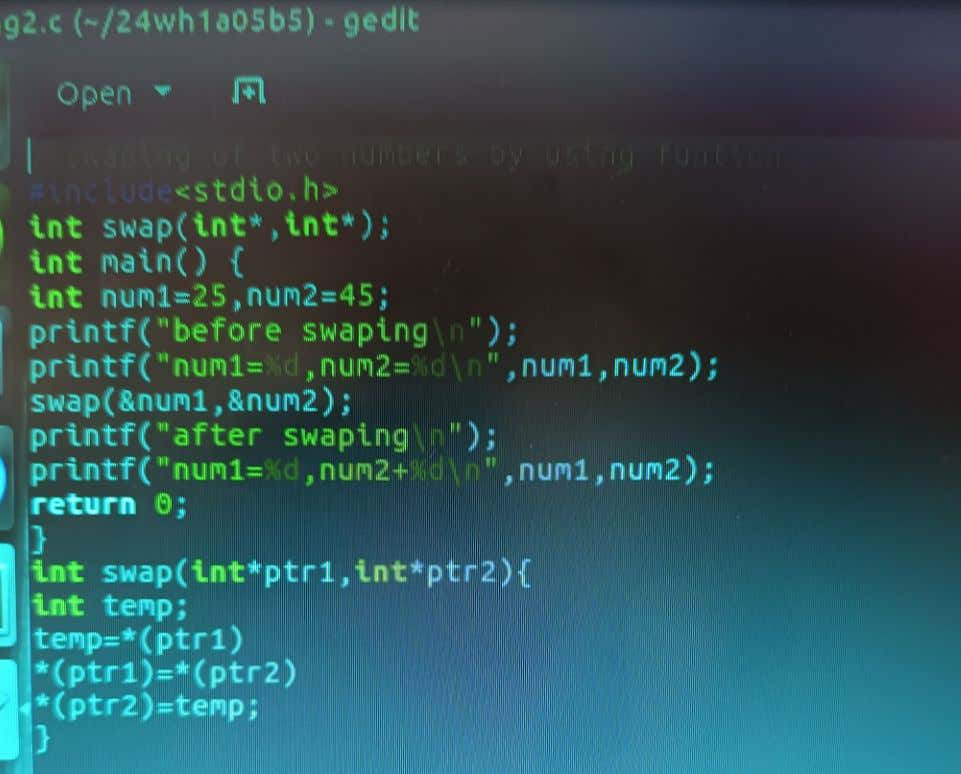 g2.c (~/24wh1a05b5) - gedit
Open
swaping of two numbers by using funtion
#include<stdio.h>
int swap(int*,int*);
int main() {
int num1=25,num2=45;
printf("before swaping\n");
printf("num1=%d,num2=%d\n",num1,num2);
swap(&num1,&num2);
printf("after swaping\n");
printf("num1=%d,num2+%d\n",num1,num2);
return 0;
}
int swap(int*ptr1,int*ptr2){
int temp;
temp=*(ptr1)
*(ptr1)=*(ptr2)
*(ptr2)=temp;
}